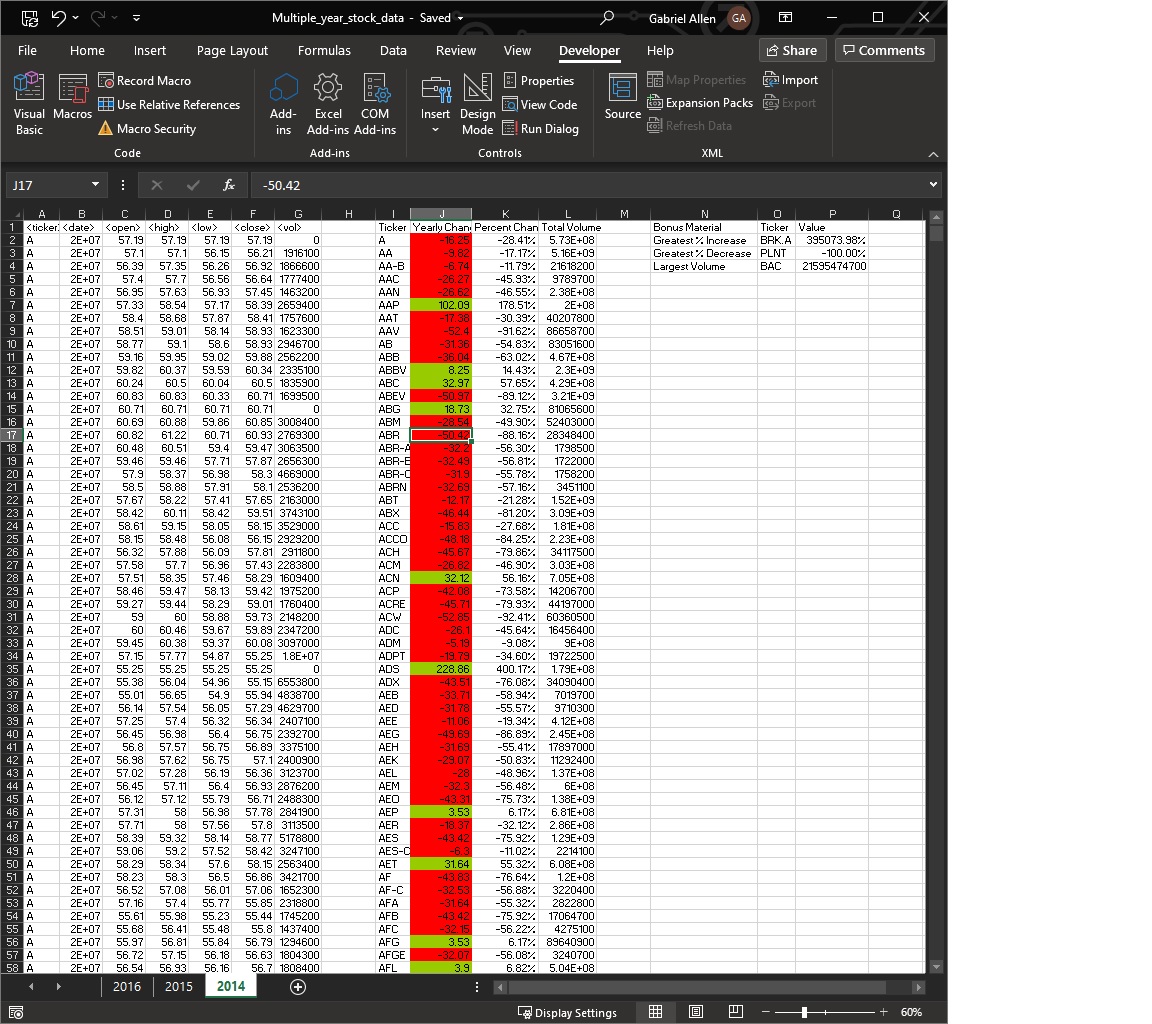 Multiple_year_stock_data - Saved
Gabriel Allen GA
File Home Insert Page Layout Formulas Data Review View Developer Help Share Comments
Visual Basic
Macros
Record Macro
Use Relative References
Macro Security
Code
Add-ins
Excel Add-ins
COM Add-ins
Add-ins
Insert
Design Mode
Properties
View Code
Run Dialog
Controls
Source
Map Properties
Expansion Packs
Refresh Data
Import
Export
XML
J17 fx -50.42
A B C D E F G H I J K L M N O P Q
1 <ticker> <date> <open> <high> <low> <close> <vol> Ticker Yearly Chan Percent Chan Total Volume Bonus Material Ticker Value
2 A 2E+07 57.19 57.19 57.19 57.19 0 A -16.25 -28.41% 5.73E+08 Greatest % Increase BRK.A 395073.98%
3 A 2E+07 57.1 57.1 56.15 56.21 1916100 AA -9.82 -17.17% 5.16E+09 Greatest % Decrease PLNT -100.00%
4 A 2E+07 56.39 57.35 56.26 56.92 1866600 AA-B -6.74 -11.79% 21618200 Largest Volume BAC 21595474700
5 A 2E+07 57.4 57.7 56.56 56.64 1777400 AAC -26.27 -45.93% 9789700
6 A 2E+07 56.95 57.63 56.93 57.45 1463200 AAN -26.62 -46.55% 2.38E+08
7 A 2E+07 57.33 58.54 57.17 58.39 2659400 AAP 102.09 178.51% 2E+08
8 A 2E+07 58.4 58.68 57.87 58.41 1757600 AAT -17.38 -30.39% 40207800
9 A 2E+07 58.51 59.01 58.14 58.93 1623300 AAV -52.4 -91.62% 86658700
10 A 2E+07 58.77 59.1 58.6 58.93 2946700 AB -31.36 -54.83% 83051600
11 A 2E+07 59.16 59.95 59.02 59.88 2562200 ABB -36.04 -63.02% 4.67E+08
12 A 2E+07 59.82 60.37 59.59 60.34 2335100 ABBV 8.25 14.43% 2.3E+09
13 A 2E+07 60.24 60.5 60.04 60.5 1835900 ABC 32.97 57.65% 4.29E+08
14 A 2E+07 60.83 60.83 60.33 60.71 1699500 ABEV -50.97 -89.12% 3.21E+09
15 A 2E+07 60.71 60.71 60.71 60.71 0 ABG 18.73 32.75% 81065600
16 A 2E+07 60.69 60.88 59.86 60.85 3008400 ABM -28.54 -49.90% 52403000
17 A 2E+07 60.82 61.22 60.71 60.93 2769300 ABR -50.42 -88.16% 28348400
18 A 2E+07 60.48 60.51 59.4 59.47 3063500 ABR-A -32.2 -56.30% 1798500
19 A 2E+07 59.46 59.46 57.71 57.87 2656300 ABR-B -32.49 -56.81% 1722000
20 A 2E+07 57.9 58.37 56.98 58.3 4669000 ABR-C -31.9 -55.78% 1758200
21 A 2E+07 58.5 58.88 57.91 58.1 2536200 ABRN -32.69 -57.16% 3451100
22 A 2E+07 57.67 58.22 57.41 57.65 2163000 ABT -12.17 -21.28% 1.52E+09
23 A 2E+07 58.42 60.11 58.42 59.51 3743100 ABX -46.44 -81.20% 3.09E+09
24 A 2E+07 58.61 59.15 58.05 58.15 3529000 ACC -15.83 -27.68% 1.81E+08
25 A 2E+07 58.15 58.48 56.08 56.15 2929200 ACCO -48.18 -84.25% 2.23E+08
26 A 2E+07 56.32 57.88 56.09 57.81 2911800 ACH -45.67 -79.86% 34117500
27 A 2E+07 57.58 57.7 56.96 57.43 2283800 ACM -26.82 -46.90% 3.03E+08
28 A 2E+07 57.51 58.35 57.46 58.29 1609400 ACN 32.12 56.16% 7.05E+08
29 A 2E+07 58.46 59.47 58.13 59.42 1975200 ACP -42.08 -73.58% 14206700
30 A 2E+07 59.27 59.44 58.29 59.01 1760400 ACRE -45.71 -79.93% 44197000
31 A 2E+07 59 60 58.88 59.73 2148200 ACW -52.85 -92.41% 60360500
32 A 2E+07 60 60.46 59.67 59.89 2347200 ADC -26.1 -45.64% 16456400
33 A 2E+07 59.45 60.38 59.37 60.08 3097000 ADM -5.19 -9.08% 9E+08
34 A 2E+07 57.15 57.77 54.87 55.25 1.8E+07 ADPT -19.79 -34.60% 19722500
35 A 2E+07 55.25 55.25 55.25 55.25 0 ADS 228.86 400.17% 1.79E+08
36 A 2E+07 55.38 56.04 54.96 55.15 6553800 ADX -43.51 -76.08% 34090400
37 A 2E+07 55.01 56.65 54.9 55.94 4838700 AEB -33.71 -58.94% 7019700
38 A 2E+07 56.14 57.54 56.05 57.29 4629700 AED -31.78 -55.57% 9710300
39 A 2E+07 57.25 57.4 56.32 56.34 2407100 AEE -11.06 -19.34% 4.12E+08
40 A 2E+07 56.45 56.98 56.4 56.75 2392700 AEG -49.69 -86.89% 2.45E+08
41 A 2E+07 56.8 57.57 56.75 56.89 3375100 AEH -31.69 -55.41% 17897000
42 A 2E+07 56.98 57.62 56.75 57.1 2400900 AEK -29.07 -50.83% 11292400
43 A 2E+07 57.02 57.28 56.19 56.36 3123700 AEL -28 -48.96% 1.37E+08
44 A 2E+07 56.45 57.11 56.4 56.93 2876200 AEM -32.3 -56.48% 6E+08
45 A 2E+07 56.12 57.12 55.79 56.71 2488300 AEO -43.31 -75.73% 1.38E+09
46 A 2E+07 57.31 58 56.98 57.78 2841900 AEP 3.53 6.17% 6.81E+08
47 A 2E+07 57.71 58 57.56 57.8 3113500 AER -18.37 -32.12% 2.86E+08
48 A 2E+07 58.39 59.32 58.14 58.77 5178800 AES -43.42 -75.92% 1.29E+09
49 A 2E+07 59.06 59.2 57.52 58.42 3247100 AES-C -6.3 -11.02% 2214100
50 A 2E+07 58.29 58.34 57.6 58.15 2563400 AET 31.64 55.32% 6.08E+08
51 A 2E+07 58.23 58.3 56.5 56.86 3421700 AF -43.83 -76.64% 1.2E+08
52 A 2E+07 56.52 57.08 56.01 57.06 1652300 AF-C -32.53 -56.88% 3220400
53 A 2E+07 57.16 57.4 55.77 55.85 2318800 AFA -31.64 -55.32% 2822800
54 A 2E+07 55.61 55.98 55.23 55.44 1745200 AFB -43.42 -75.92% 17064700
55 A 2E+07 55.68 56.41 55.48 55.8 1437400 AFC -32.15 -56.22% 4275100
56 A 2E+07 55.97 56.81 55.84 56.79 1294600 AFG 3.53 6.17% 89640900
57 A 2E+07 56.72 57.15 56.18 56.63 1804300 AFGE -32.07 -56.08% 3240700
58 A 2E+07 56.54 56.93 56.16 56.7 1808400 AFL 3.9 6.82% 5.04E+08
2016 2015 2014
Display Settings 60%